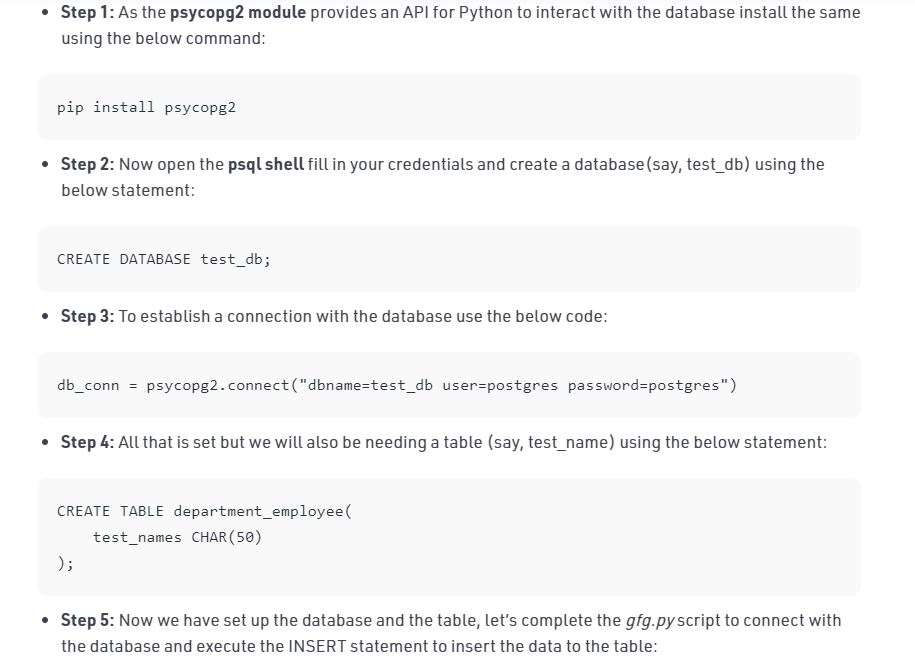 • Step 1: As the psycopg2 module provides an API for Python to interact with the database install the same
using the below command:
pip install psycopg2
• Step 2: Now open the psql shell fill in your credentials and create a database(say, test_db) using the
below statement:
CREATE DATABASE test_db;
• Step 3: To establish a connection with the database use the below code:
db_conn = psycopg2.connect("dbname=test_db user=postgres password=postgres")
• Step 4: All that is set but we will also be needing a table (say, test_name) using the below statement:
CREATE TABLE department_employee(
    test_names CHAR(50)
);
• Step 5: Now we have set up the database and the table, let’s complete the gfg.py script to connect with
the database and execute the INSERT statement to insert the data to the table: